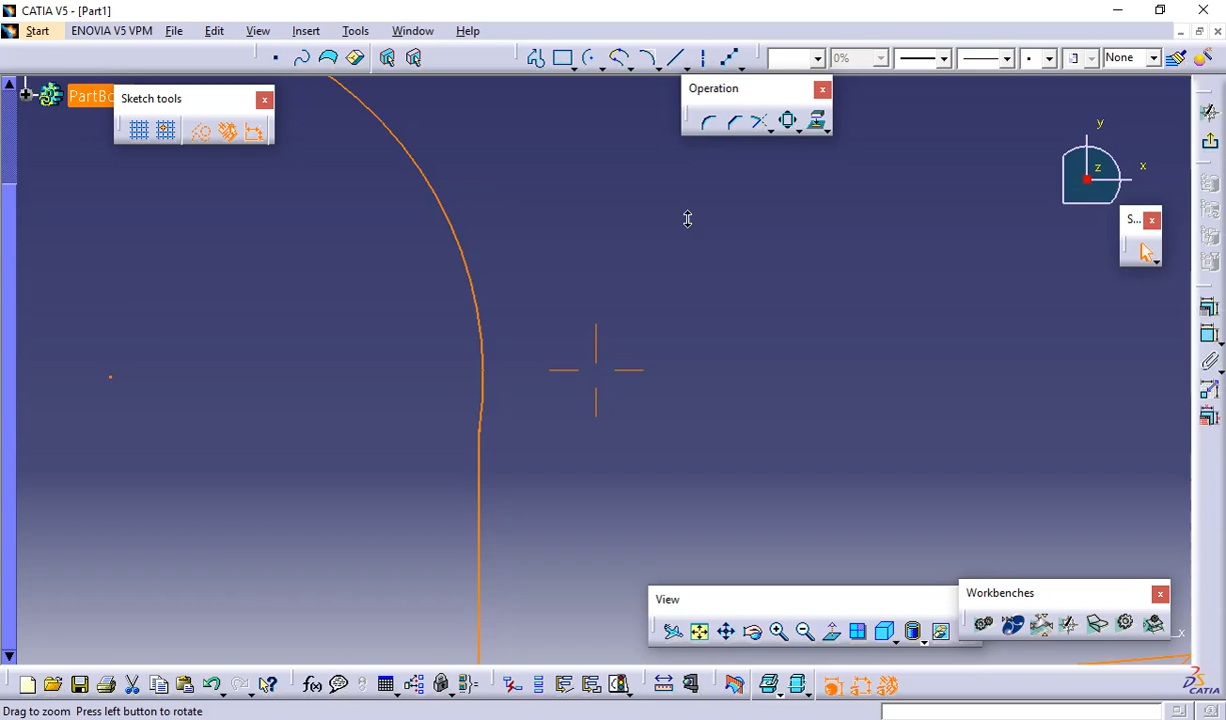 CATIA V5 - [Part1]
Start ENOVIA V5 VPM File Edit View Insert Tools Window Help
0% None
PartBo
Sketch tools
Operation
y
x
z
S...
View
Workbenches
x
f(x)
DS CATIA
Drag to zoom Press left button to rotate